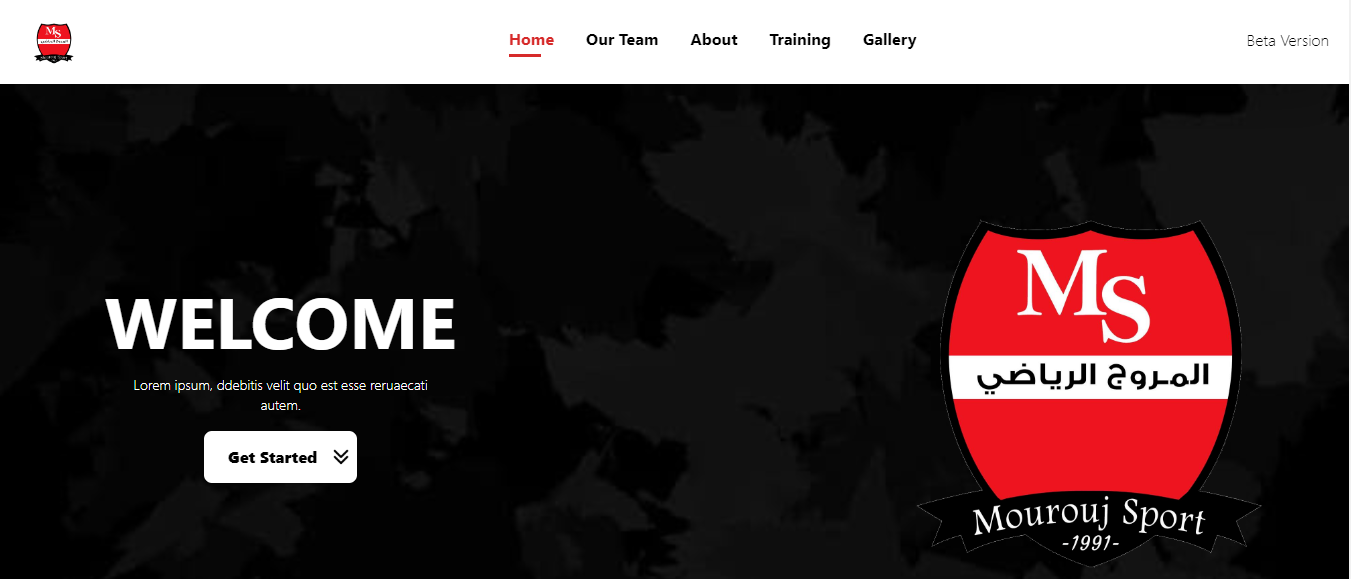 MS
Home
Our Team
About
Training
Gallery
Beta Version
WELCOME
Lorem ipsum, ddebitis velit quo est esse reruaecati
autem.
Get Started
MS
المروج الرياضي
Mourouj Sport
-1991-